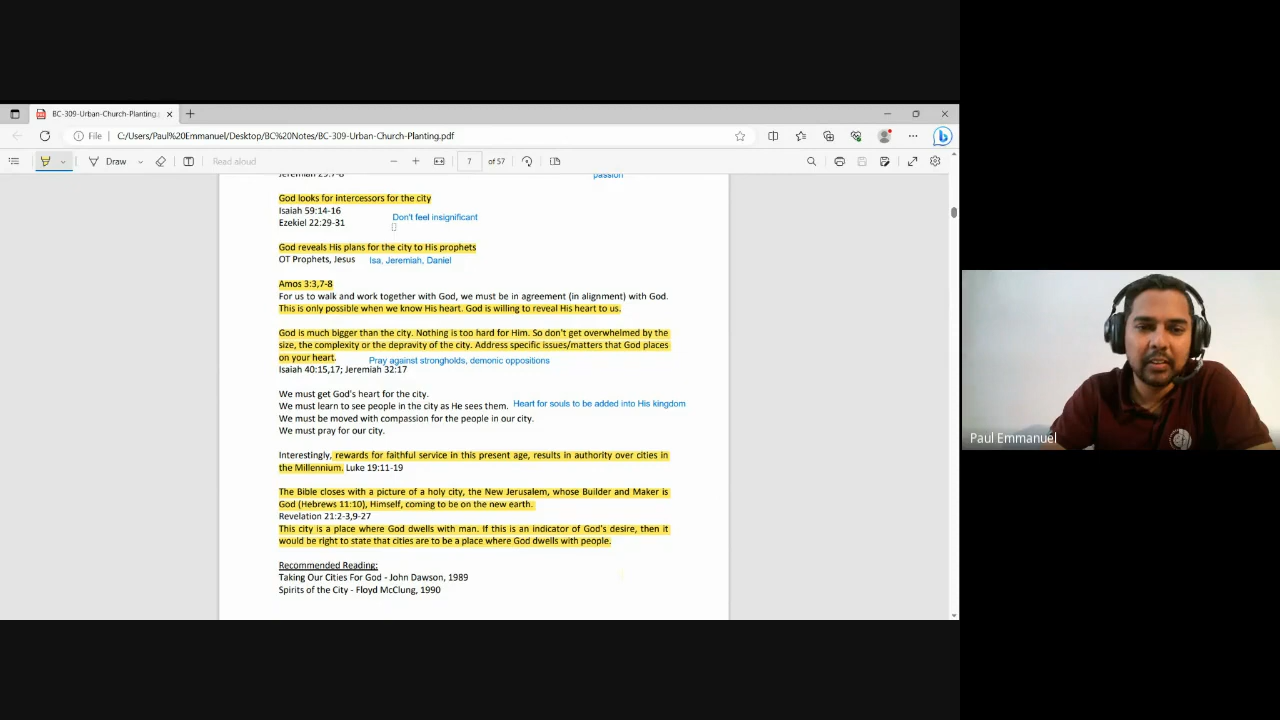 BC-309-Urban-Church-Planting.
File C:/Users/Paul%20Emmanuel/Desktop/BC%20Notes/BC-309-Urban-Church-Planting.pdf
Draw Read aloud 7 of 57
Jeremiah 29:7-8 passion
God looks for intercessors for the city
Isaiah 59:14-16
Don't feel insignificant
Ezekiel 22:29-31
God reveals His plans for the city to His prophets
OT Prophets, Jesus Isa, Jeremiah, Daniel
Amos 3:3,7-8
For us to walk and work together with God, we must be in agreement (in alignment) with God.
This is only possible when we know His heart. God is willing to reveal His heart to us.
God is much bigger than the city. Nothing is too hard for Him. So don't get overwhelmed by the
size, the complexity or the depravity of the city. Address specific issues/matters that God places
on your heart. Pray against strongholds, demonic oppositions
Isaiah 40:15,17; Jeremiah 32:17
We must get God's heart for the city.
We must learn to see people in the city as He sees them. Heart for souls to be added into His kingdom
We must be moved with compassion for the people in our city.
We must pray for our city.
Interestingly, rewards for faithful service in this present age, results in authority over cities in
the Millennium. Luke 19:11-19
The Bible closes with a picture of a holy city, the New Jerusalem, whose Builder and Maker is
God (Hebrews 11:10), Himself, coming to be on the new earth.
Revelation 21:2-3,9-27
This city is a place where God dwells with man. If this is an indicator of God's desire, then it
would be right to state that cities are to be a place where God dwells with people.
Recommended Reading:
Taking Our Cities For God - John Dawson, 1989
Spirits of the City - Floyd McClung, 1990
Paul Emmanuel